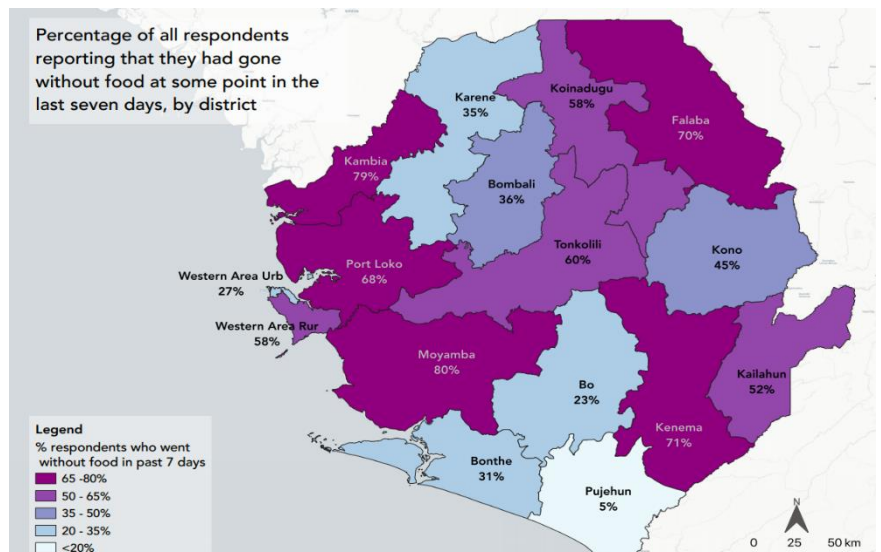 Percentage of all respondents
reporting that they had gone
without food at some point in the
last seven days, by district
Karene
35%
Koinadugu
58%
Falaba
70%
Kambia
79%
Bombali
36%
Tonkolili
60%
Kono
45%
Port Loko
68%
Western Area Urb
27%
Western Area Rur
58%
Moyamba
80%
Bo
23%
Kailahun
52%
Kenema
71%
Bonthe
31%
Pujehun
5%
Legend
% respondents who went
without food in past 7 days
65 -80%
50 - 65%
35 - 50%
20 - 35%
<20%
N
0 25 50 km